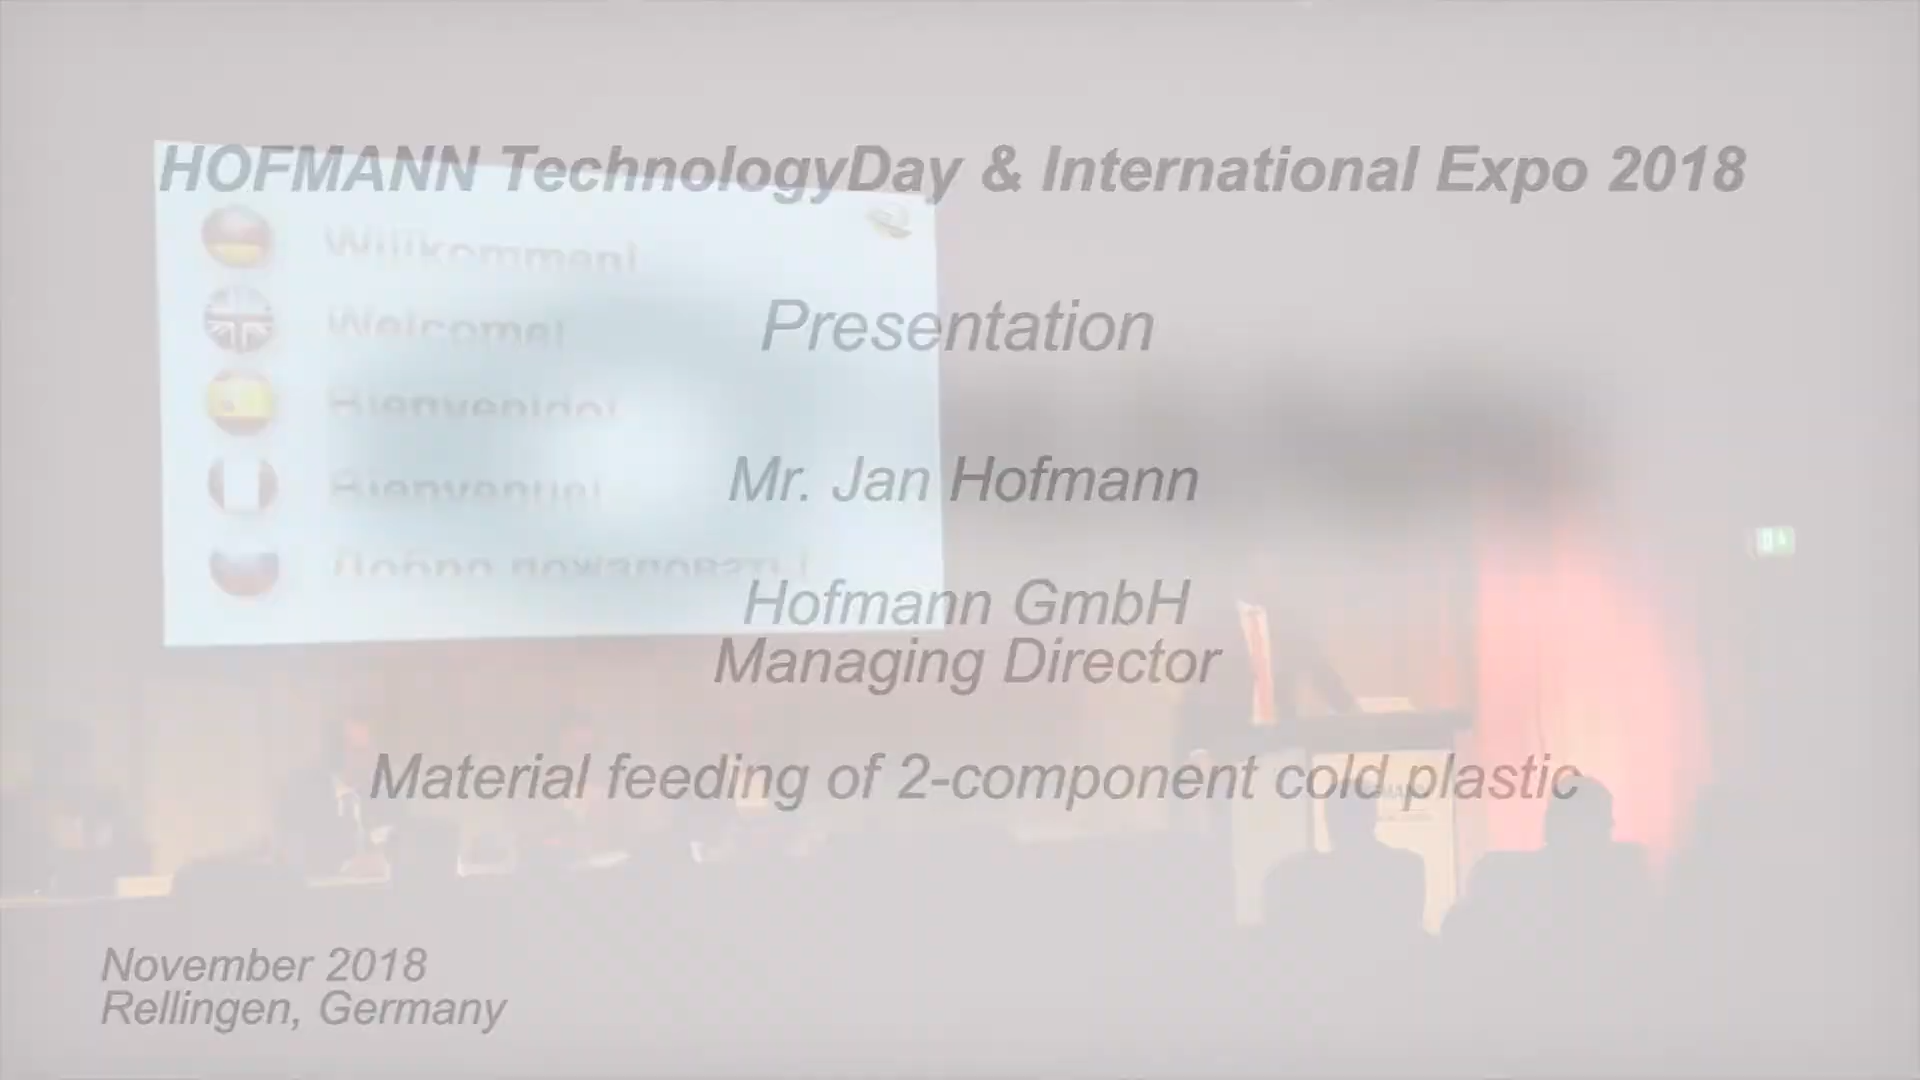 HOFMANN TechnologyDay & International Expo 2018
Willkommen!
Welcome!
Bienvenido!
Bienvenue!
Добро пожаловать!
Presentation
Mr. Jan Hofmann
Hofmann GmbH
Managing Director
Material feeding of 2-component cold plastic
November 2018
Rellingen, Germany